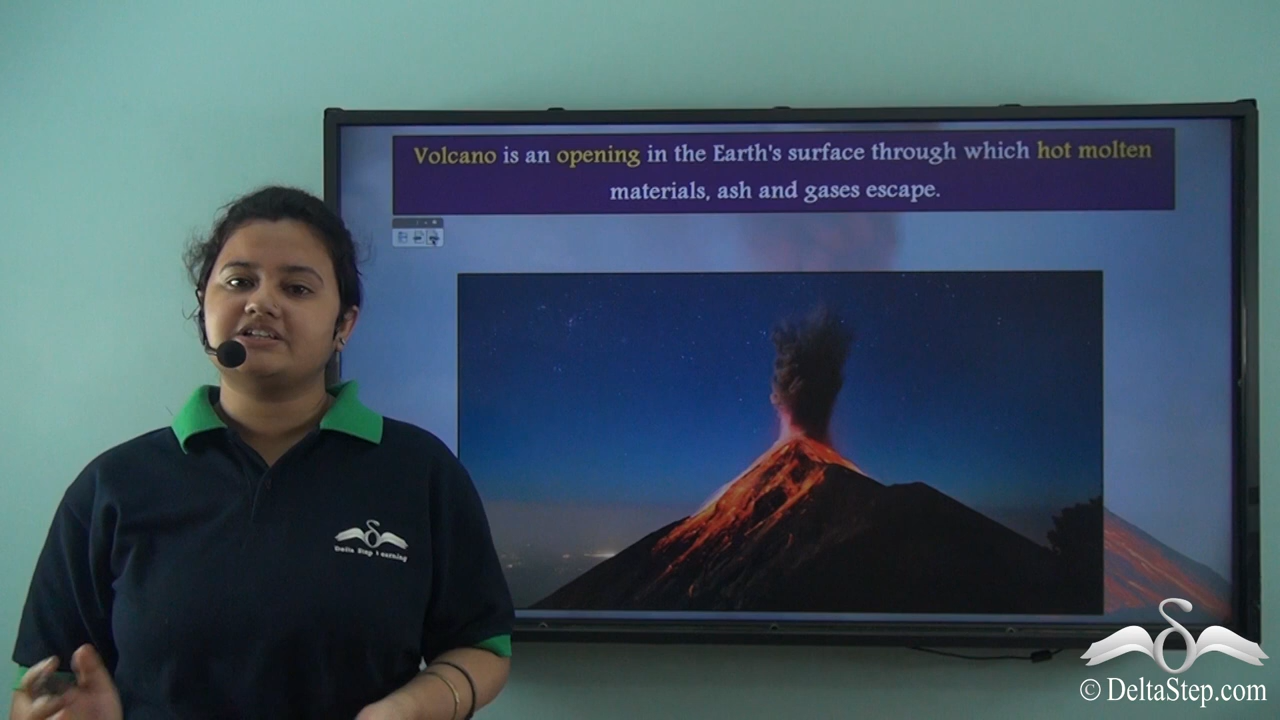 Volcano is an opening in the Earth's surface through which hot molten
materials, ash and gases escape.
Delta Step Learning
© DeltaStep.com